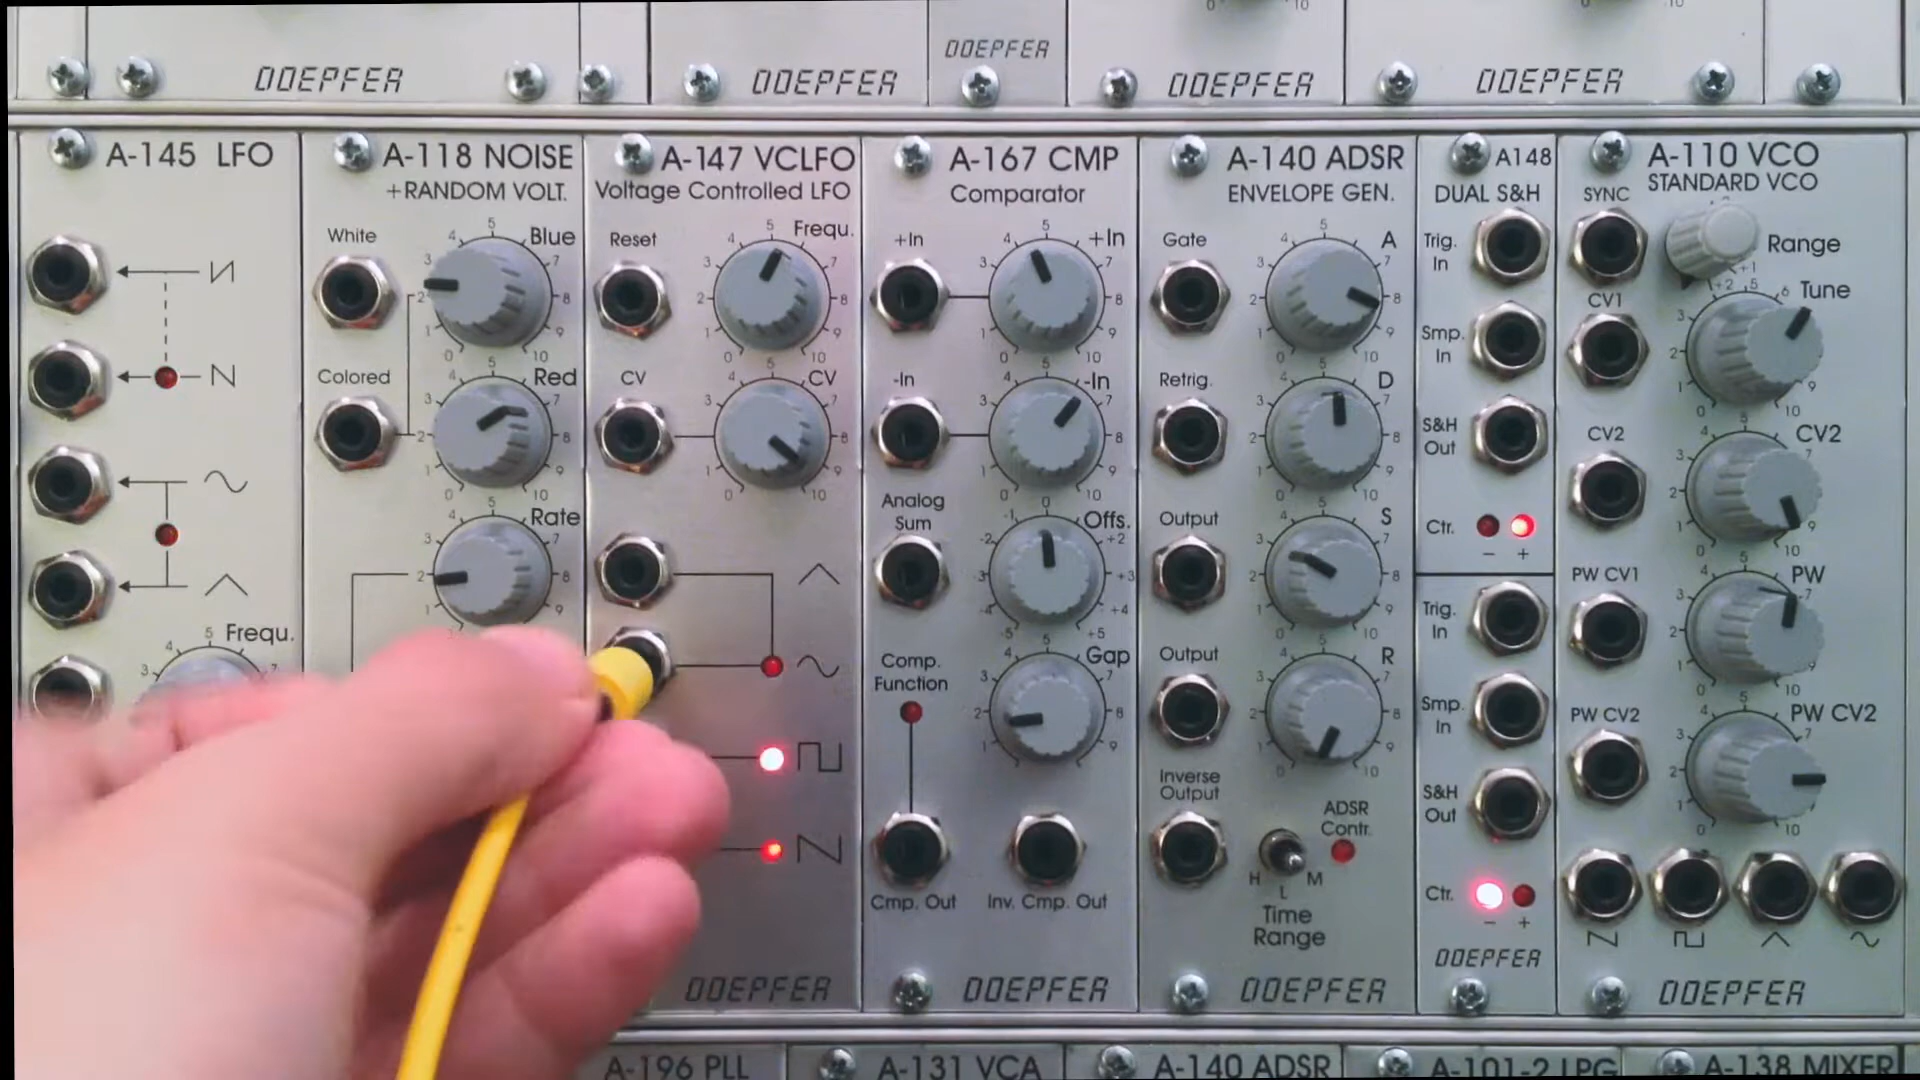 DOEPFER
DOEPFER
DOEPFER
DOEPFER
DOEPFER
A-145 LFO
Frequ.
5
4
3
7
A-118 NOISE
+RANDOM VOLT.
White
Blue
Colored
Red
Rate
A-147 VCLFO
Voltage Controlled LFO
Reset
Frequ.
CV
CV
DOEPFER
A-167 CMP
Comparator
+In
+In
-In
-In
Analog
Sum
Offs.
Comp.
Function
Gap
Cmp. Out
Inv. Cmp. Out
DOEPFER
A-140 ADSR
ENVELOPE GEN.
Gate
A
Retrig.
D
Output
S
Output
R
Inverse
Output
ADSR
Contr.
H
L
M
Time
Range
DOEPFER
A148
DUAL S&H
Trig.
In
Smp.
In
S&H
Out
Ctr.
− +
Trig.
In
Smp.
In
S&H
Out
Ctr.
− +
DOEPFER
A-110 VCO
STANDARD VCO
SYNC
Range
CV1
Tune
CV2
CV2
PW CV1
PW
PW CV2
PW CV2
DOEPFER
A-196 PLL
A-131 VCA
A-140 ADSR
A-101-2 LPG
A-138 MIXER